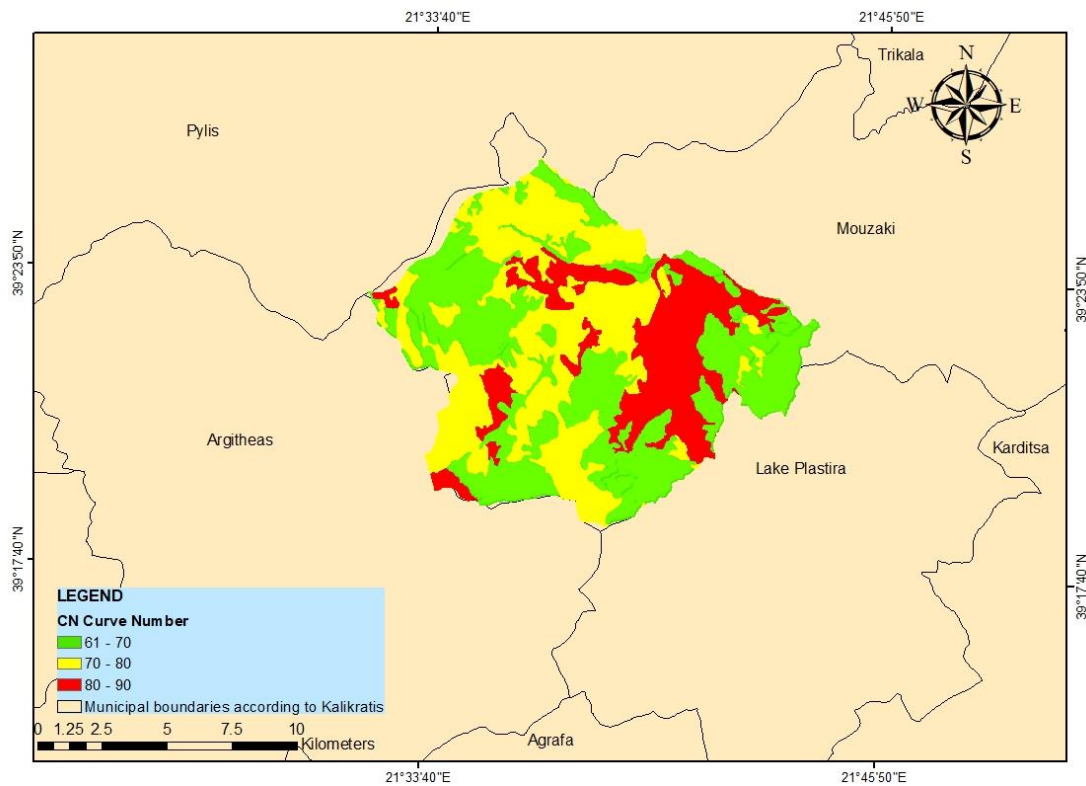 21°33'40"E
21°45'50"E
Trikala
N
W
E
S
Pylis
Mouzaki
39°23'50"N
39°23'50"N
Argitheas
Karditsa
Lake Plastira
39°17'40"N
39°17'40"N
LEGEND
CN Curve Number
61 - 70
70 - 80
80 - 90
Municipal boundaries according to Kalikratis
0 1.25 2.5 5 7.5 10
Kilometers
Agrafa
21°33'40"E
21°45'50"E